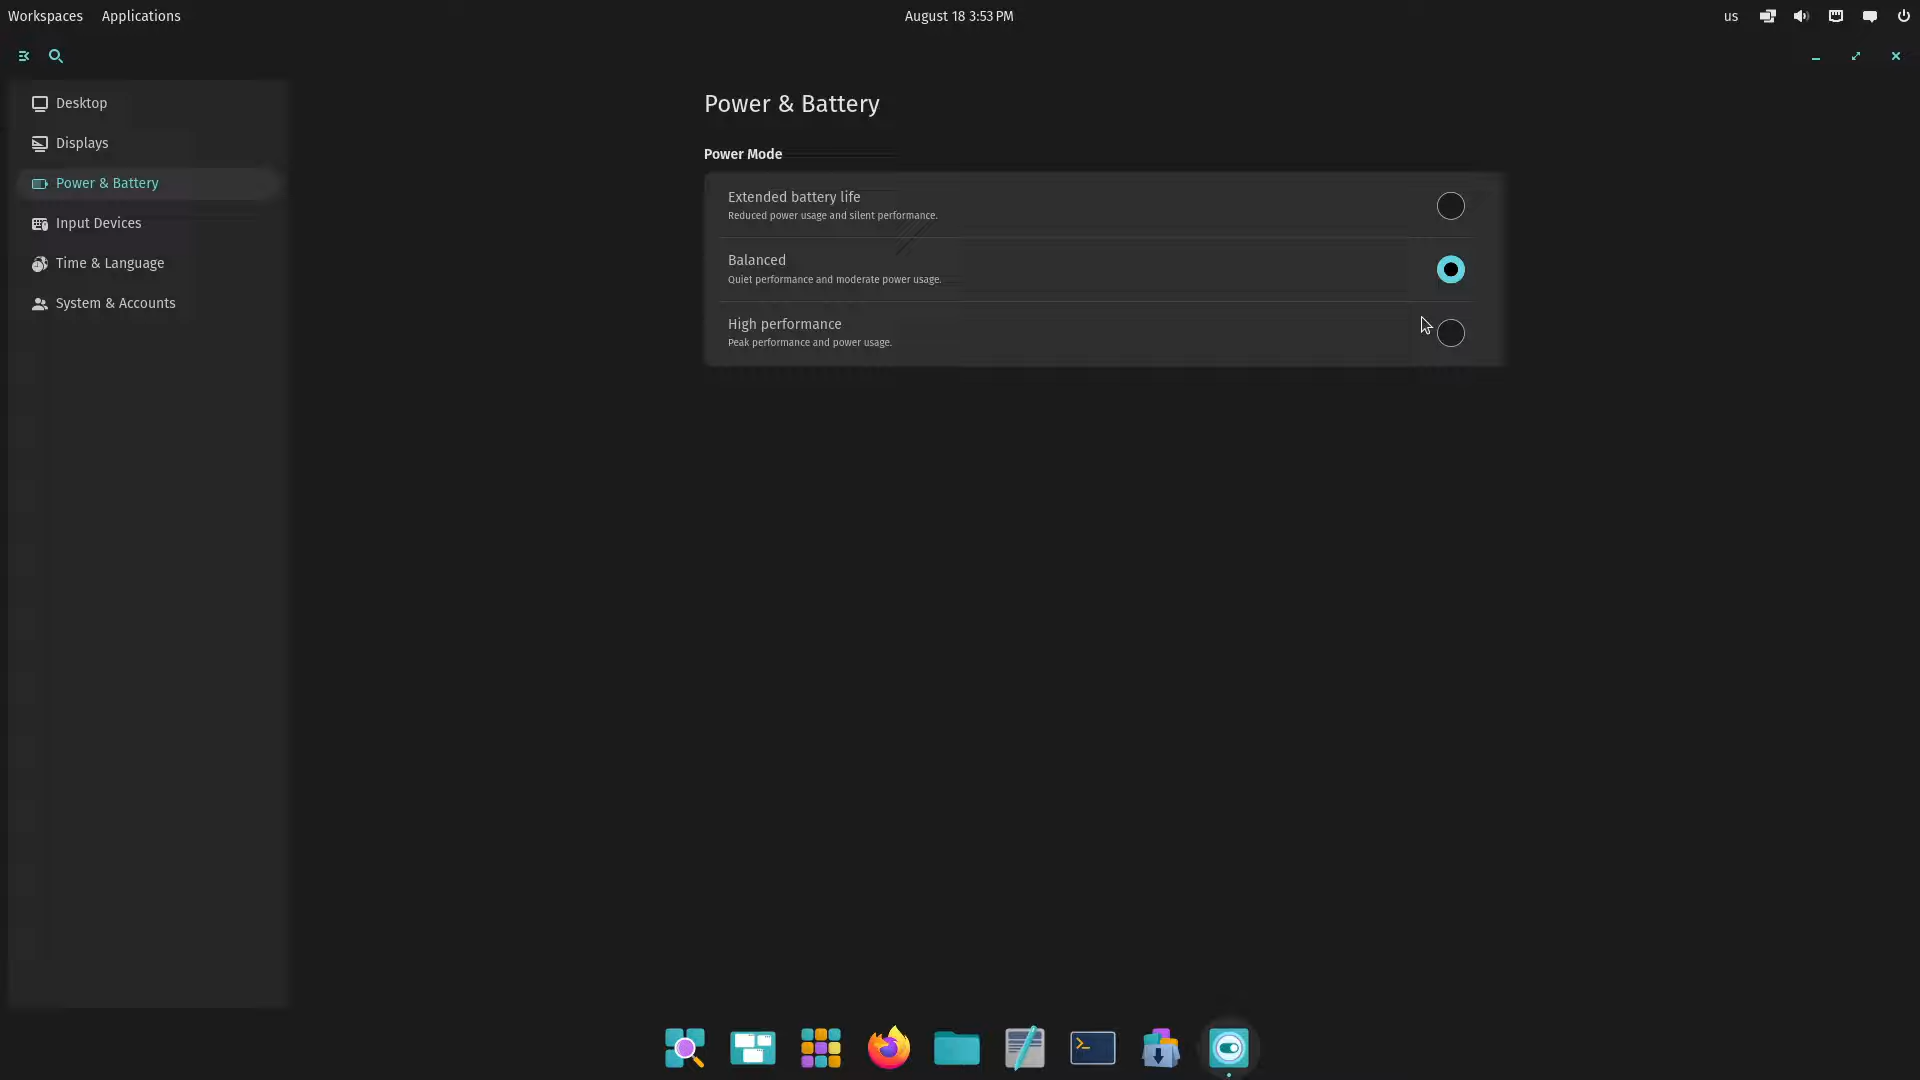 Workspaces Applications August 18 3:53 PM us
Desktop
Displays
Power & Battery
Input Devices
Time & Language
System & Accounts
Power & Battery
Power Mode
Extended battery life
Reduced power usage and silent performance.
Balanced
Quiet performance and moderate power usage.
High performance
Peak performance and power usage.